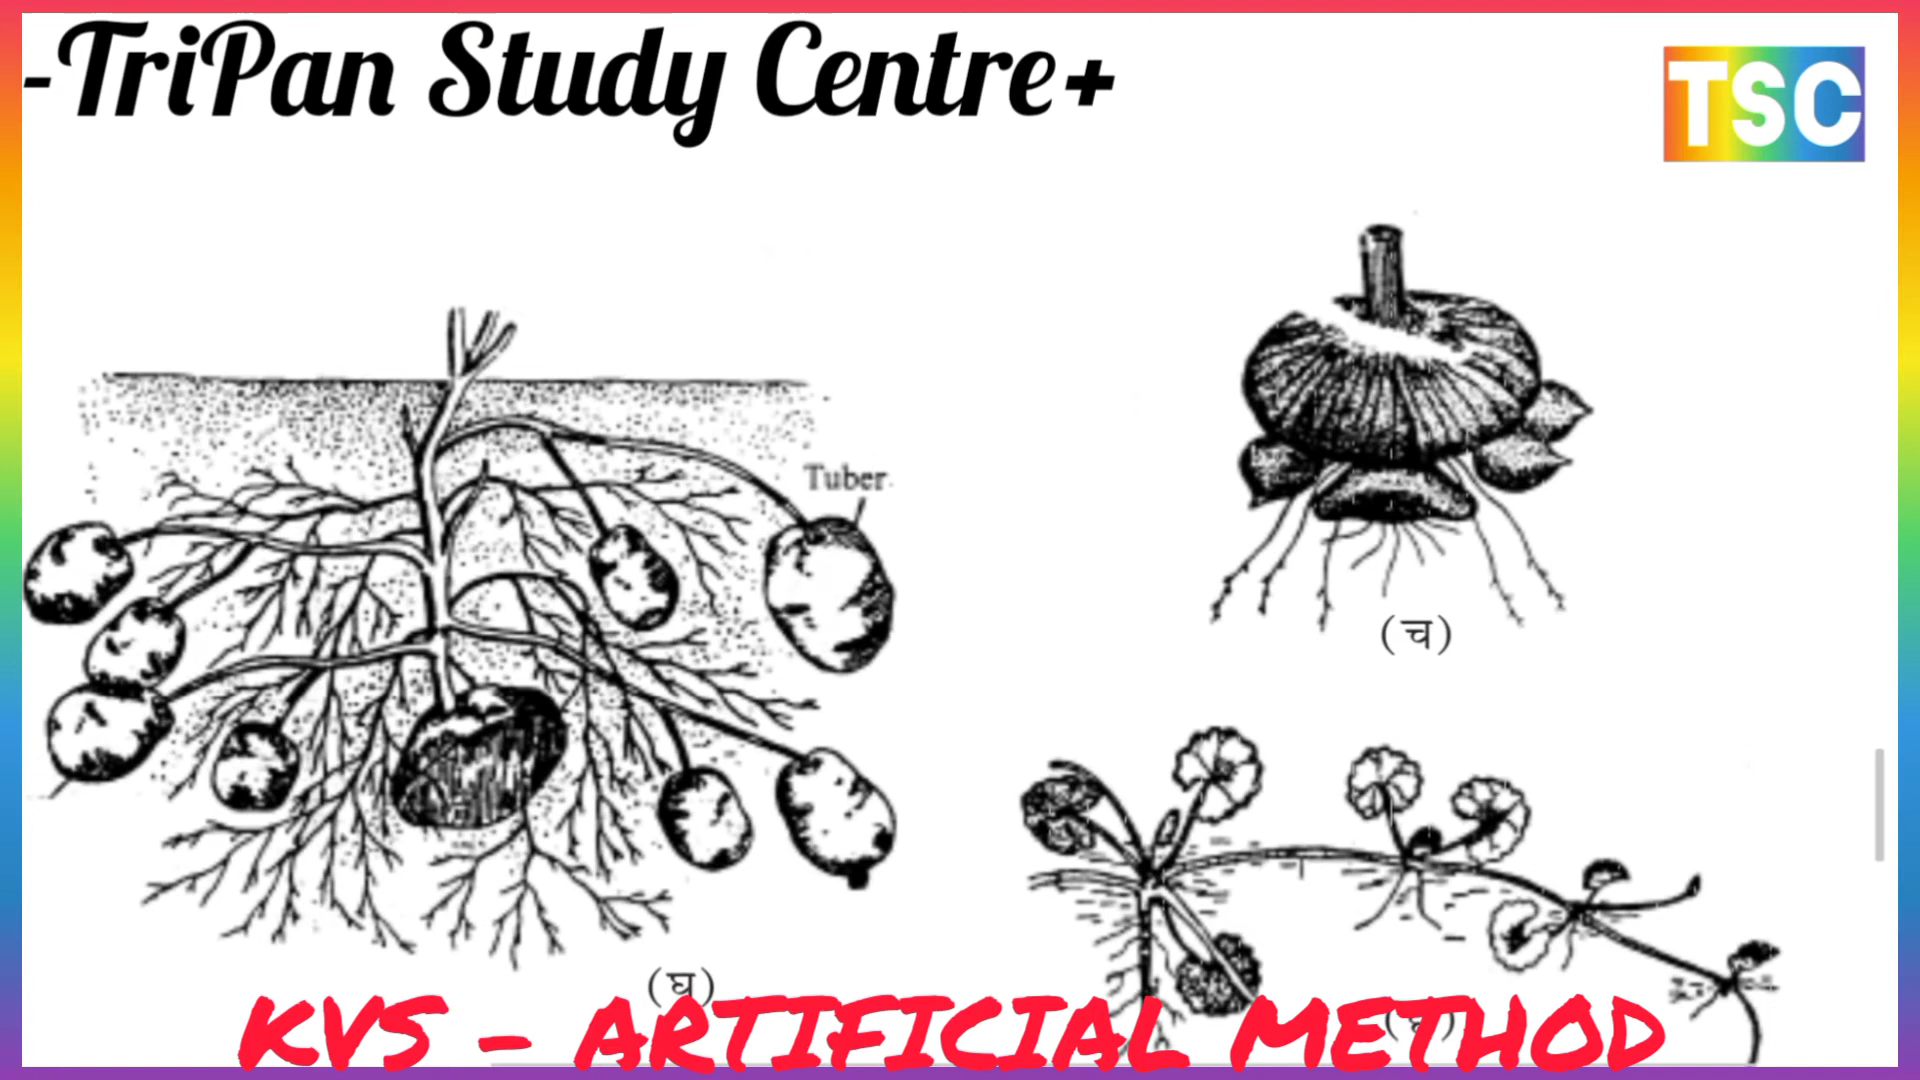 -TriPan Study Centre+
TSC
Tuber
(च)
(घ)
KVS - ARTIFICIAL METHOD